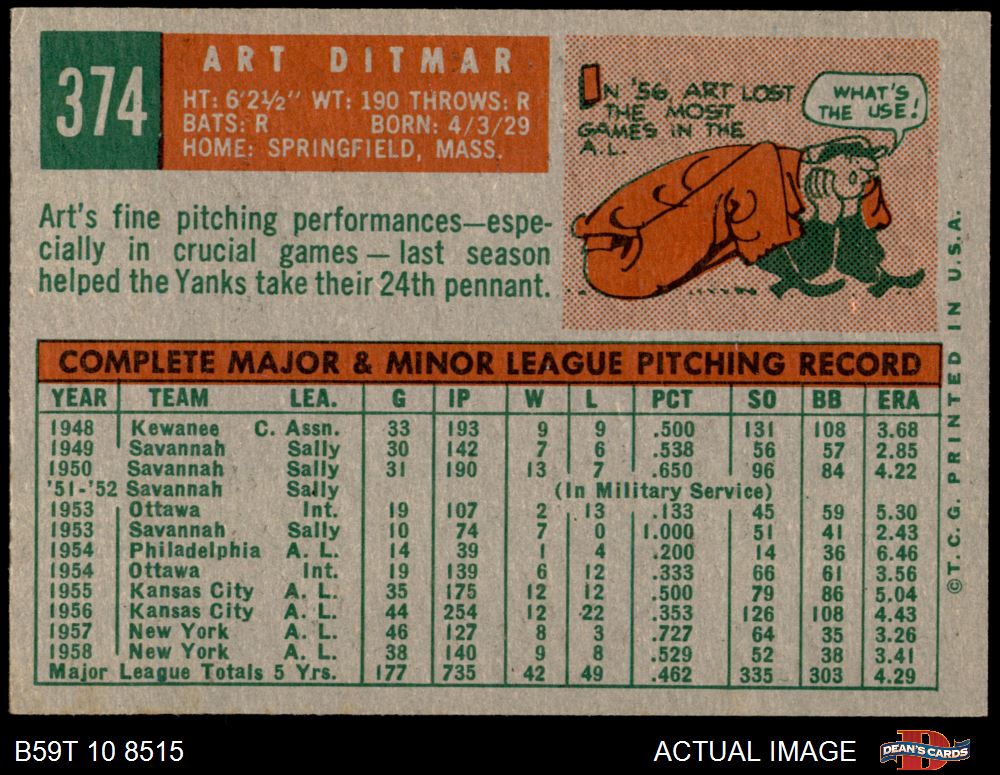 374
ART DITMAR
HT: 6'2½" WT: 190 THROWS: R
BATS: R BORN: 4/3/29
HOME: SPRINGFIELD, MASS.
IN '56 ART LOST
THE MOST
GAMES IN THE
A.L.
WHAT'S
THE USE!
Art's fine pitching performances—espe-
cially in crucial games — last season
helped the Yanks take their 24th pennant.
COMPLETE MAJOR & MINOR LEAGUE PITCHING RECORD
YEAR TEAM LEA. G IP W L PCT SO BB ERA
1948 Kewanee C. Assn. 33 193 9 9 .500 131 108 3.68
1949 Savannah Sally 30 142 7 6 .538 56 57 2.85
1950 Savannah Sally 31 190 13 7 .650 96 84 4.22
'51-'52 Savannah Sally (In Military Service)
1953 Ottawa Int. 19 107 2 13 .133 45 59 5.30
1953 Savannah Sally 10 74 7 0 1.000 51 41 2.43
1954 Philadelphia A. L. 14 39 1 4 .200 14 36 6.46
1954 Ottawa Int. 19 139 6 12 .333 66 61 3.56
1955 Kansas City A. L. 35 175 12 12 .500 79 86 5.04
1956 Kansas City A. L. 44 254 12 22 .353 126 108 4.43
1957 New York A. L. 46 127 8 3 .727 64 35 3.26
1958 New York A. L. 38 140 9 8 .529 52 38 3.41
Major League Totals 5 Yrs. 177 735 42 49 .462 335 303 4.29
©T.C.G. PRINTED IN U.S.A.
B59T 10 8515
ACTUAL IMAGE
DEAN'S CARDS